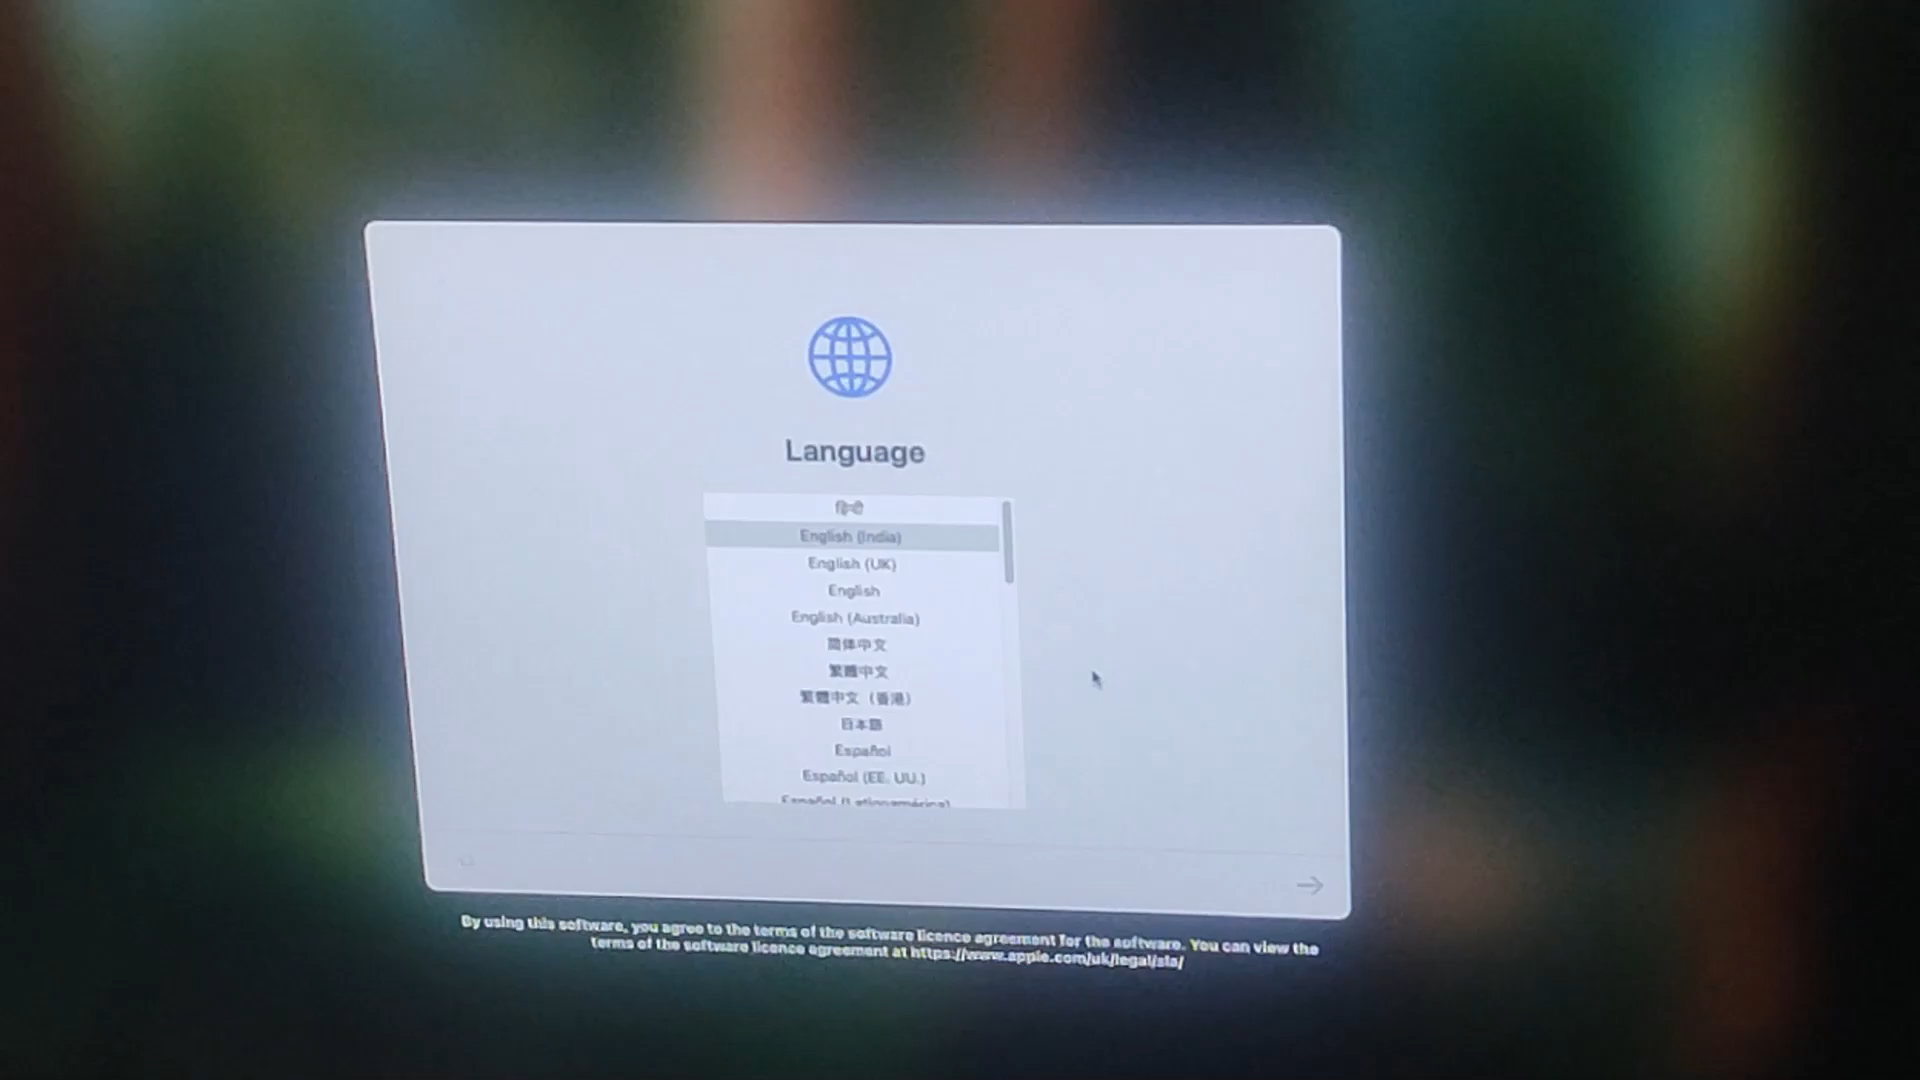 Language
हिन्दी
English (India)
English (UK)
English
English (Australia)
简体中文
繁體中文
繁體中文（香港）
日本語
Español
Español (EE. UU.)
Español (Latinoamérica)
By using this software, you agree to the terms of the software licence agreement for the software. You can view the
terms of the software licence agreement at https://www.apple.com/uk/legal/sla/